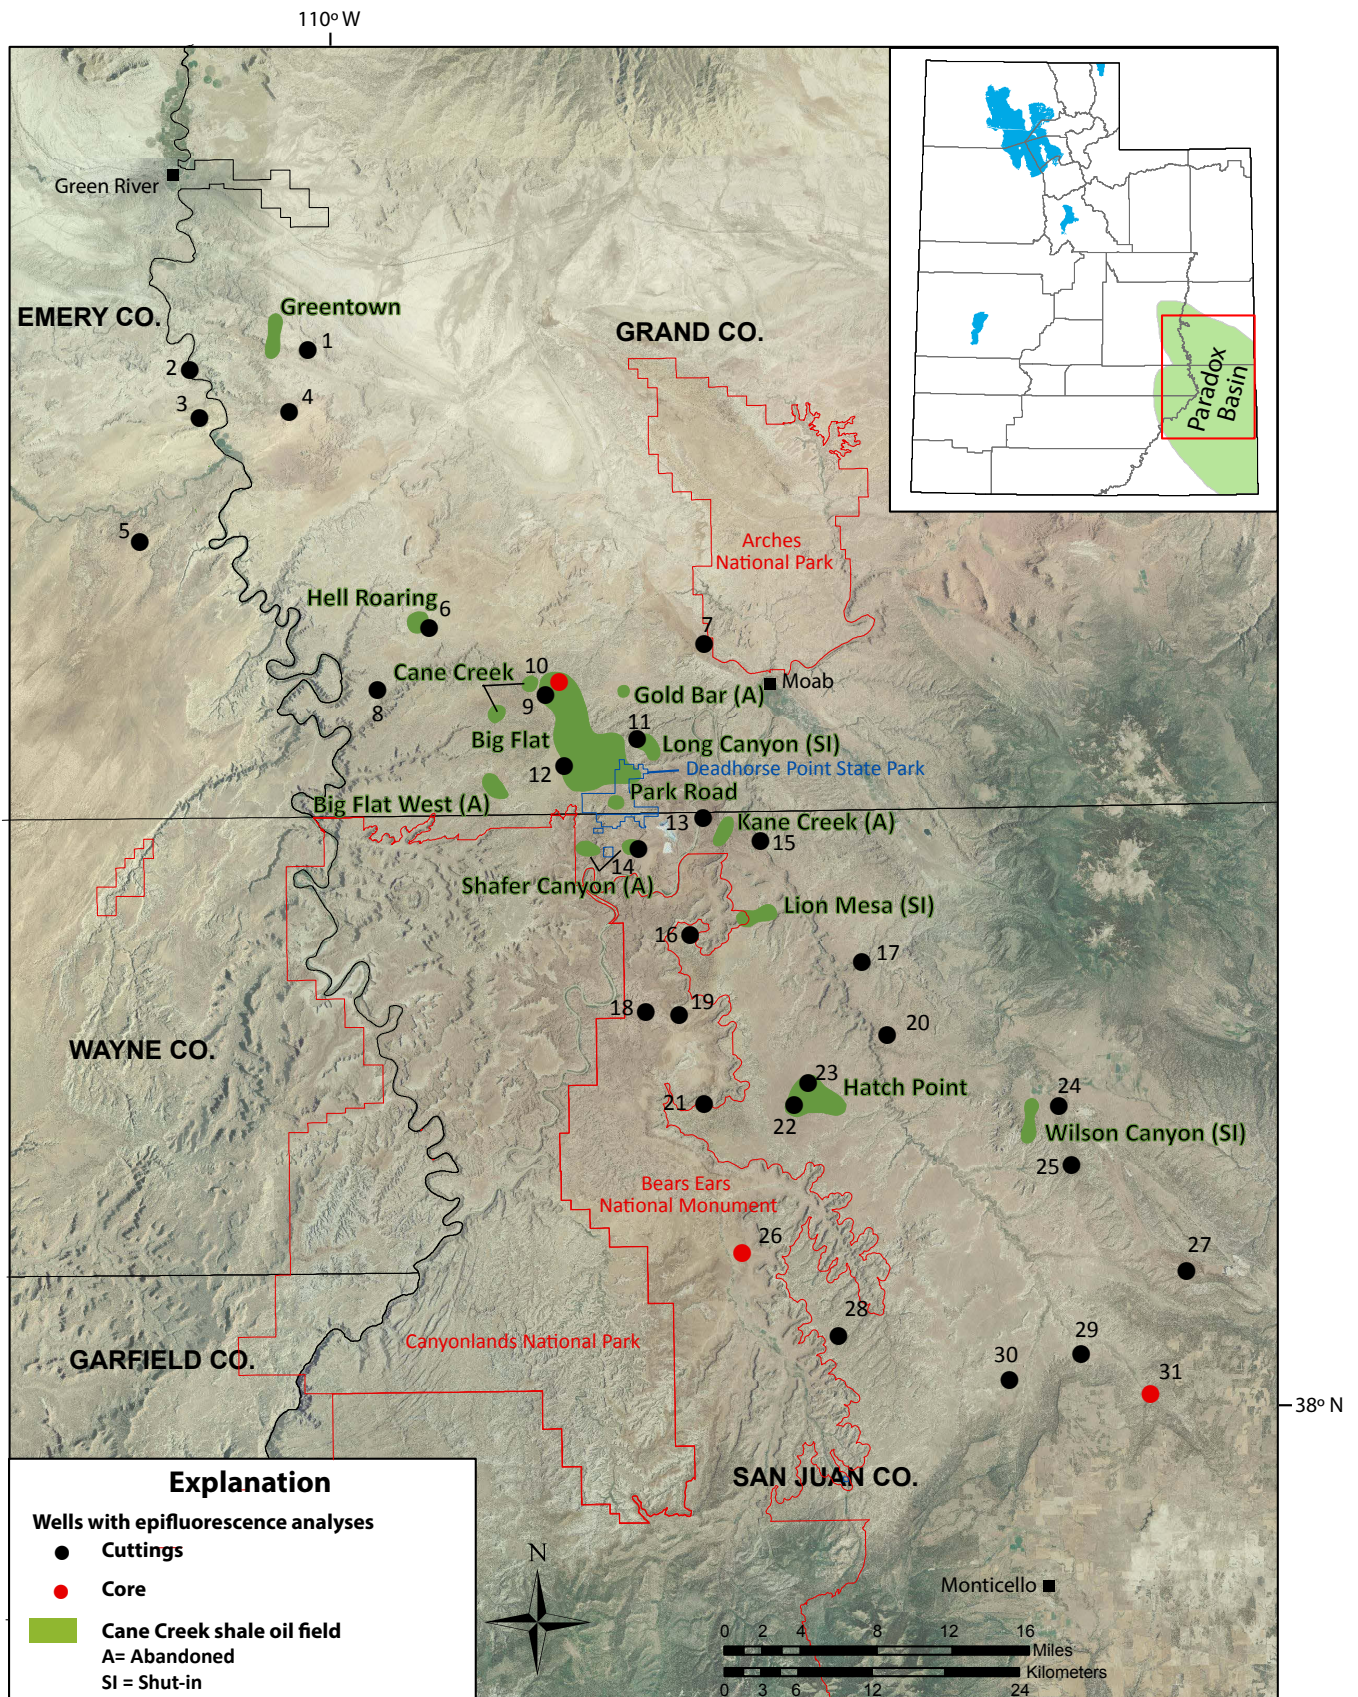 110º W
Green River
Paradox
Basin
EMERY CO.
Greentown
1
GRAND CO.
2
3
4
5
Arches
National Park
Hell Roaring
6
7
Cane Creek
10
Moab
8
9
Gold Bar (A)
11
Big Flat
Long Canyon (SI)
12
Deadhorse Point State Park
Big Flat West (A)
Park Road
13
Kane Creek (A)
15
14
Shafer Canyon (A)
Lion Mesa (SI)
16
17
18
19
20
WAYNE CO.
23
Hatch Point
24
21
22
Wilson Canyon (SI)
25
Bears Ears
National Monument
26
27
28
Canyonlands National Park
GARFIELD CO.
29
30
31
38º N
SAN JUAN CO.
Explanation
Wells with epifluorescence analyses
Cuttings
Core
Cane Creek shale oil field
A= Abandoned
SI = Shut-in
N
Monticello
0 2 4 8 12 16
Miles
Kilometers
0 3 6 12 24